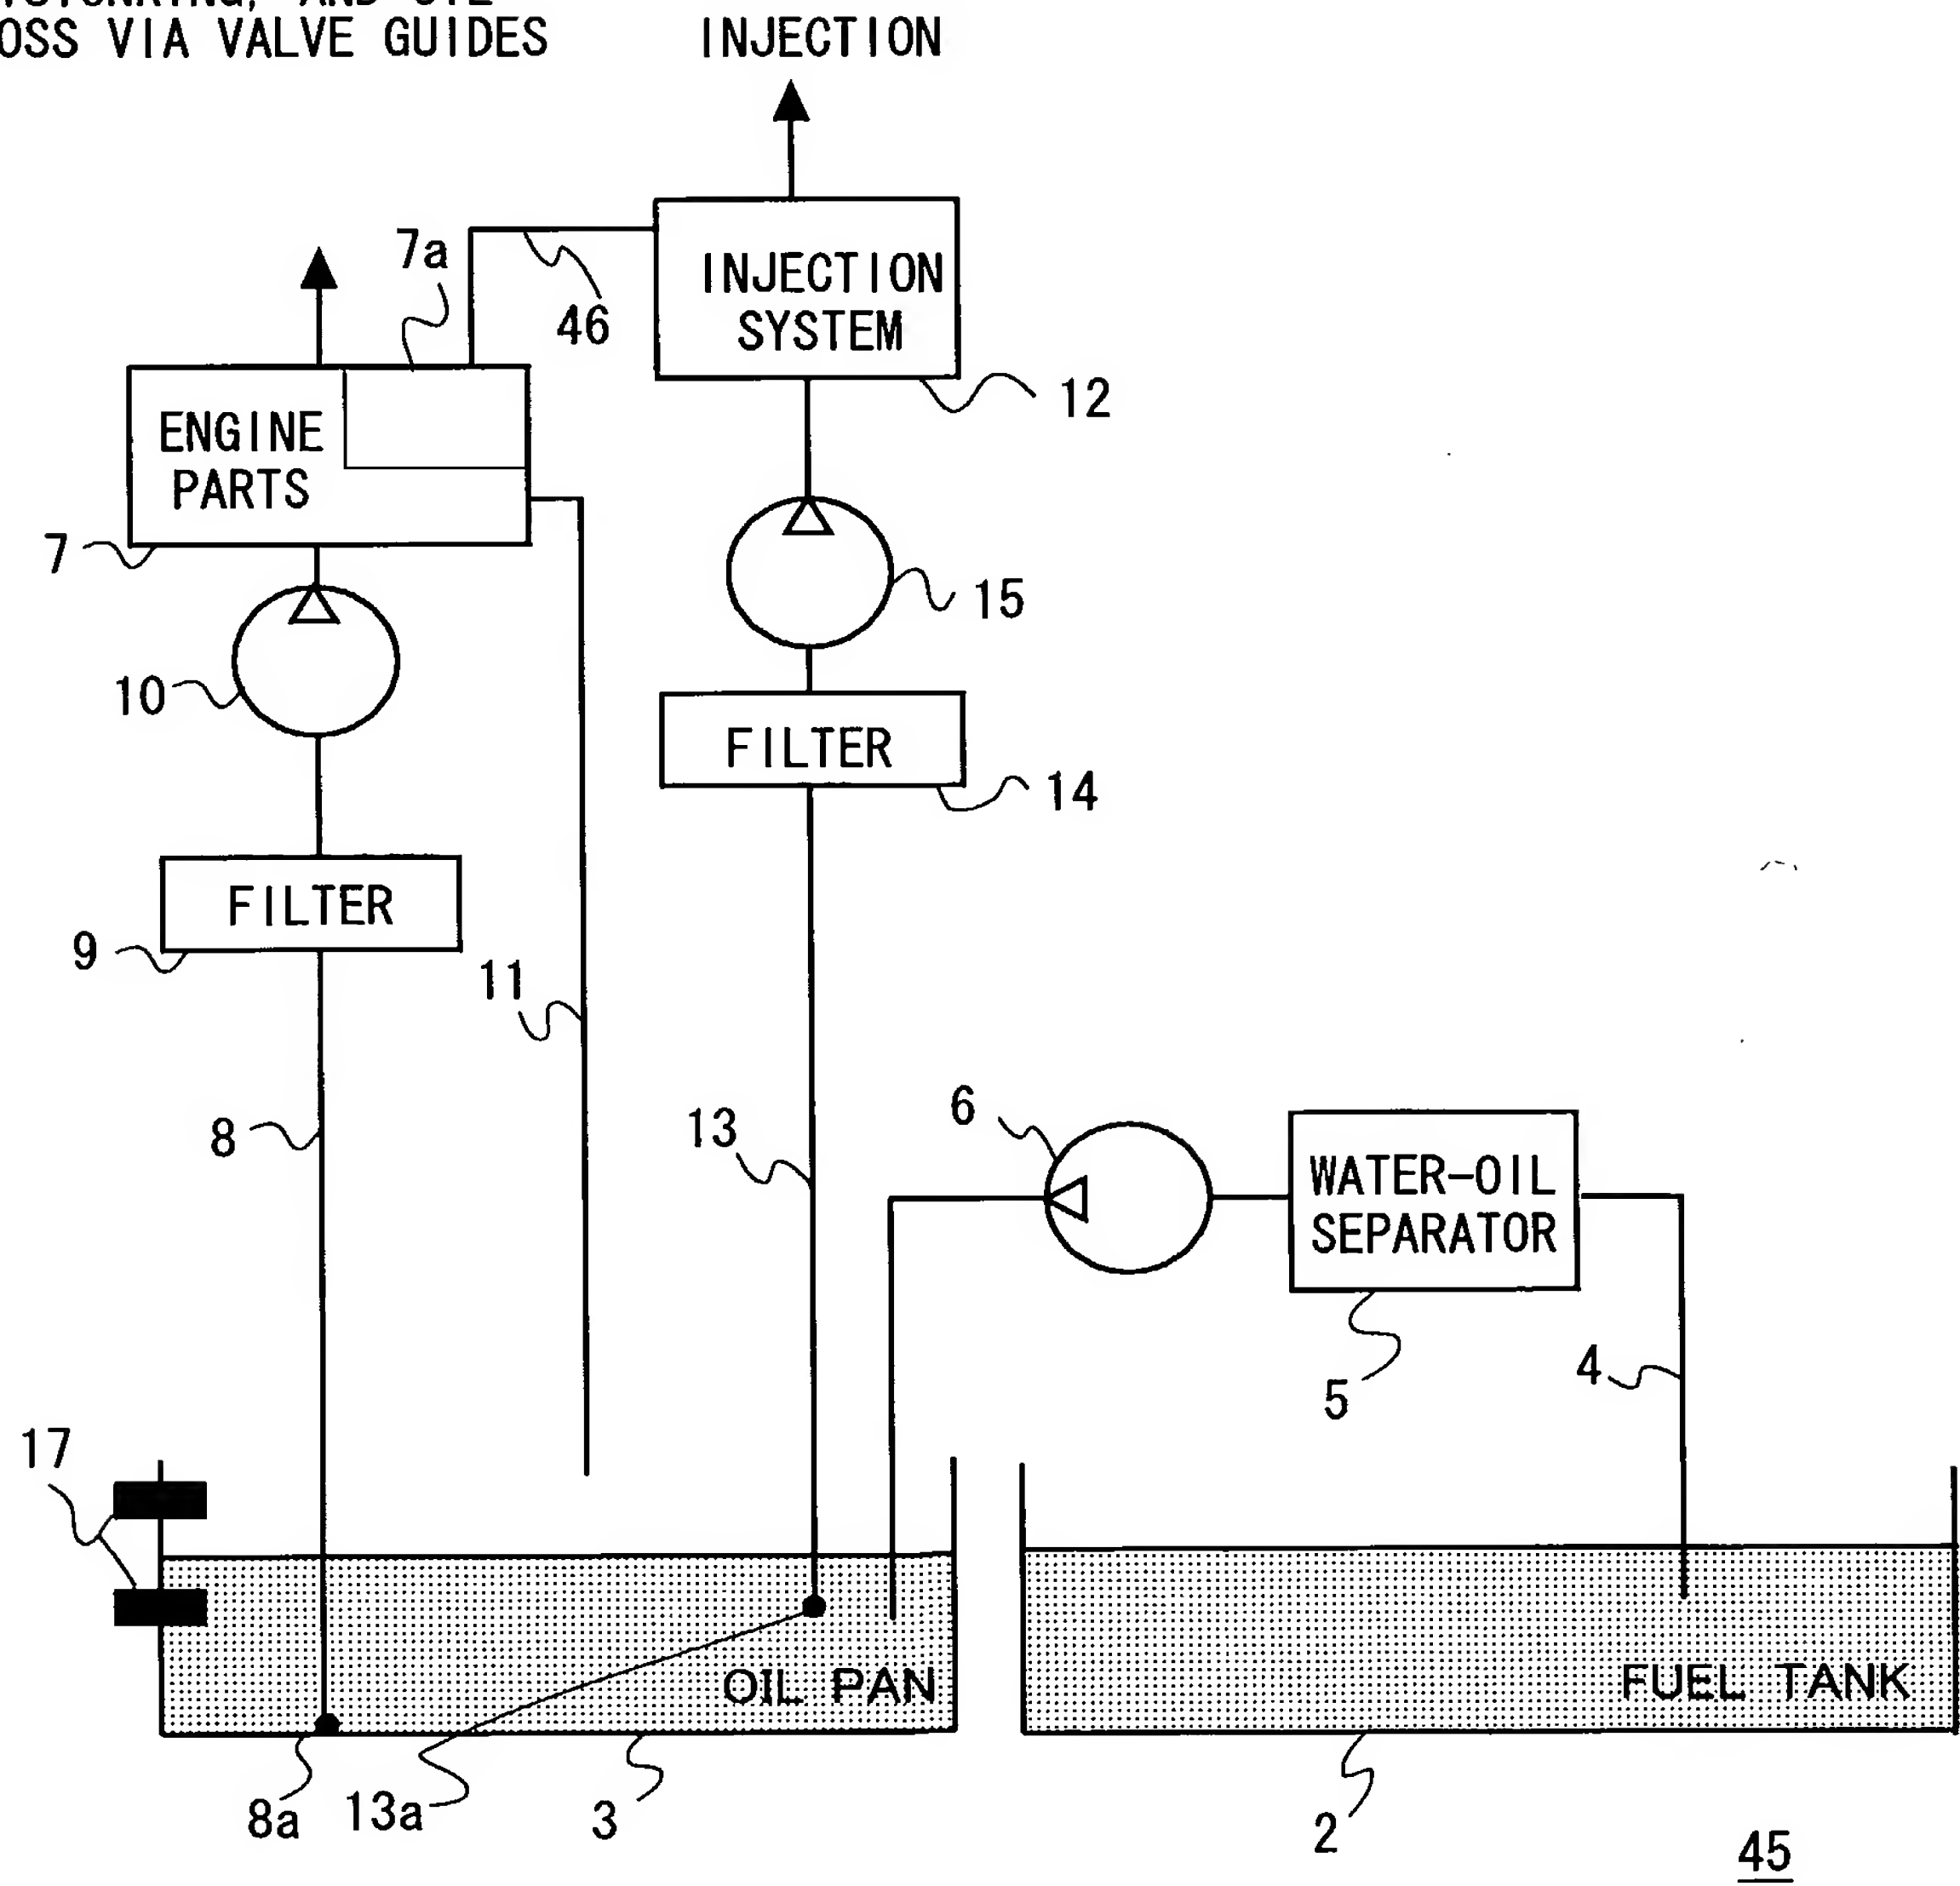 AND
OSS VIA VALVE GUIDES
INJECTION
7a
46
INJECTION
SYSTEM
12
ENGINE
PARTS
7
15
10
FILTER
14
FILTER
9
11
8
13
6
WATER-OIL
SEPARATOR
5
4
17
OIL PAN
FUEL TANK
8a
13a
3
2
45